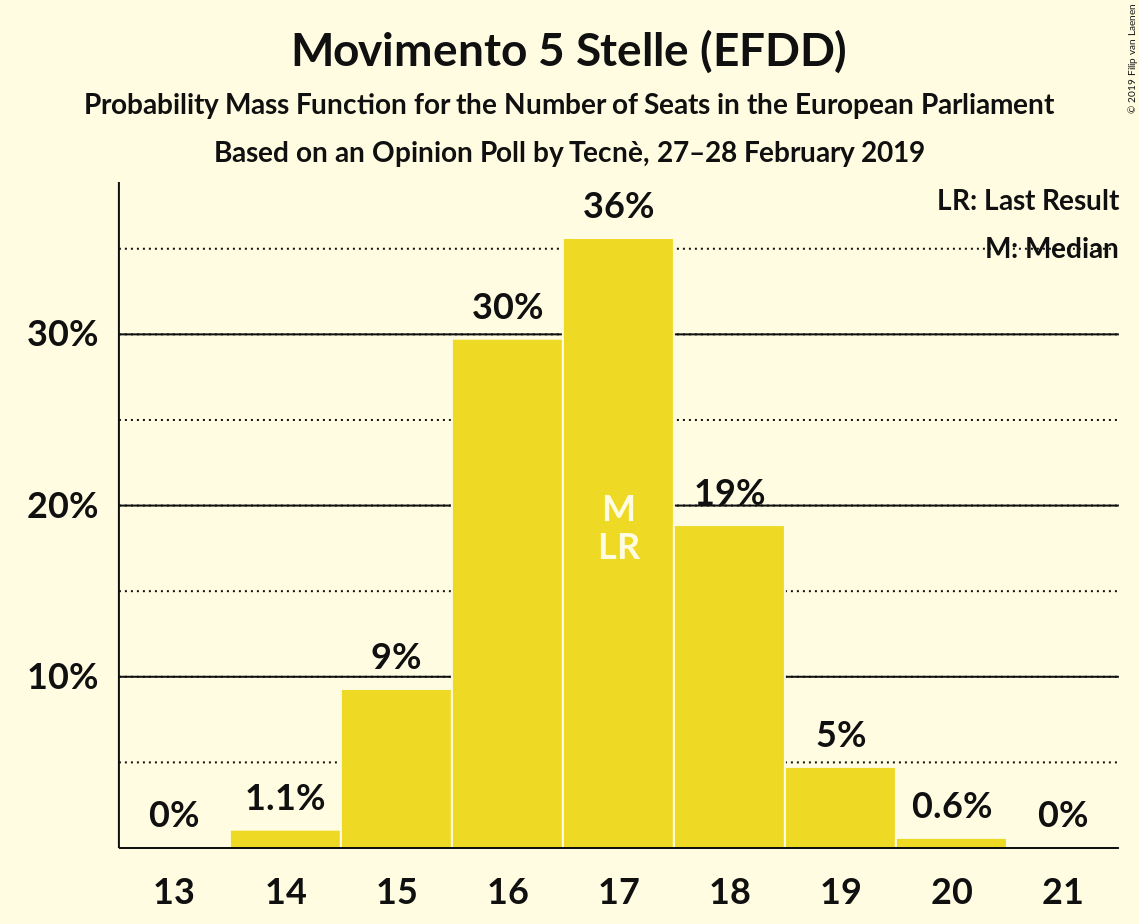 Movimento 5 Stelle (EFDD)
Probability Mass Function for the Number of Seats in the European Parliament
Based on an Opinion Poll by Tecnè, 27–28 February 2019
© 2019 Filip van Laenen
LR: Last Result
M: Median
36%
30%
19%
9%
5%
1.1%
0.6%
0%
0%
M
LR
30%
20%
10%
13 14 15 16 17 18 19 20 21